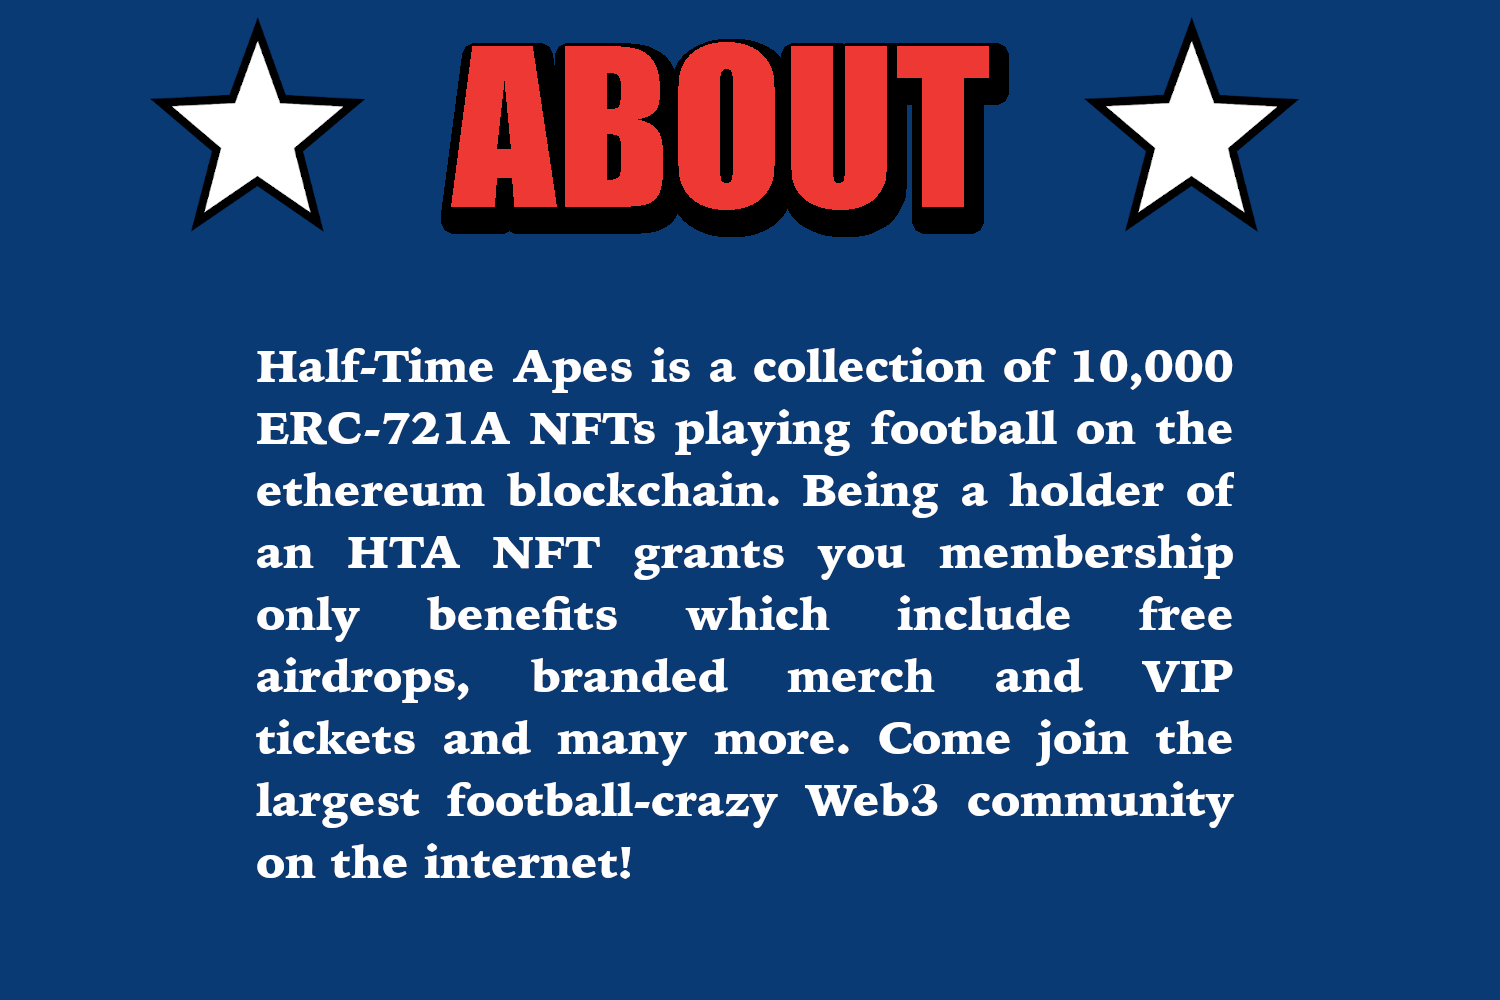 ABOUT
Half-Time Apes is a collection of 10,000
ERC-721A NFTs playing football on the
ethereum blockchain. Being a holder of
an HTA NFT grants you membership
only benefits which include free
airdrops, branded merch and VIP
tickets and many more. Come join the
largest football-crazy Web3 community
on the internet!